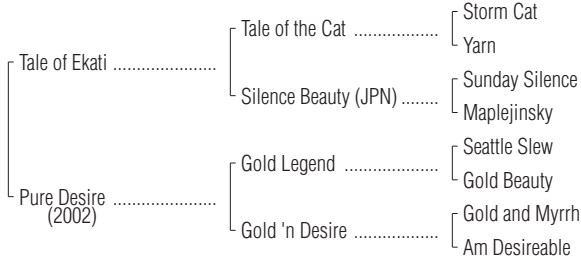 Storm Cat
Tale of the Cat ..................
Yarn
Tale of Ekati ......................
Sunday Silence
Silence Beauty (JPN) ........
Maplejinsky
Seattle Slew
Gold Legend ....................
Gold Beauty
Pure Desire ......................
(2002)
Gold and Myrrh
Gold 'n Desire ..................
Am Desireable